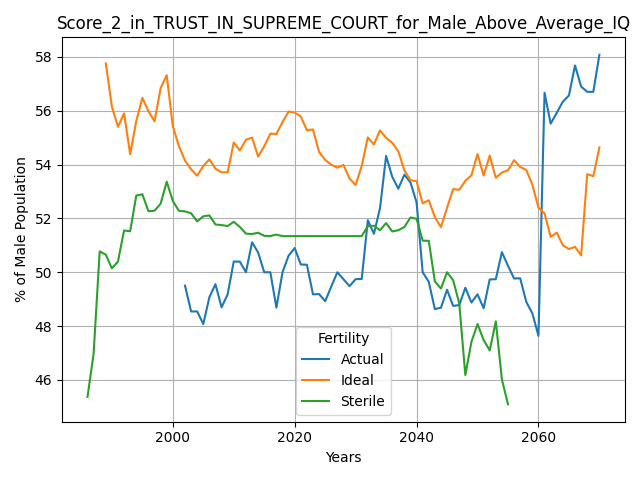 Score_2_in_TRUST_IN_SUPREME_COURT_for_Male_Above_Average_IQ
% of Male Population
58
56
54
52
50
48
46
Fertility
Actual
Ideal
Sterile
2000
2020
2040
2060
Years